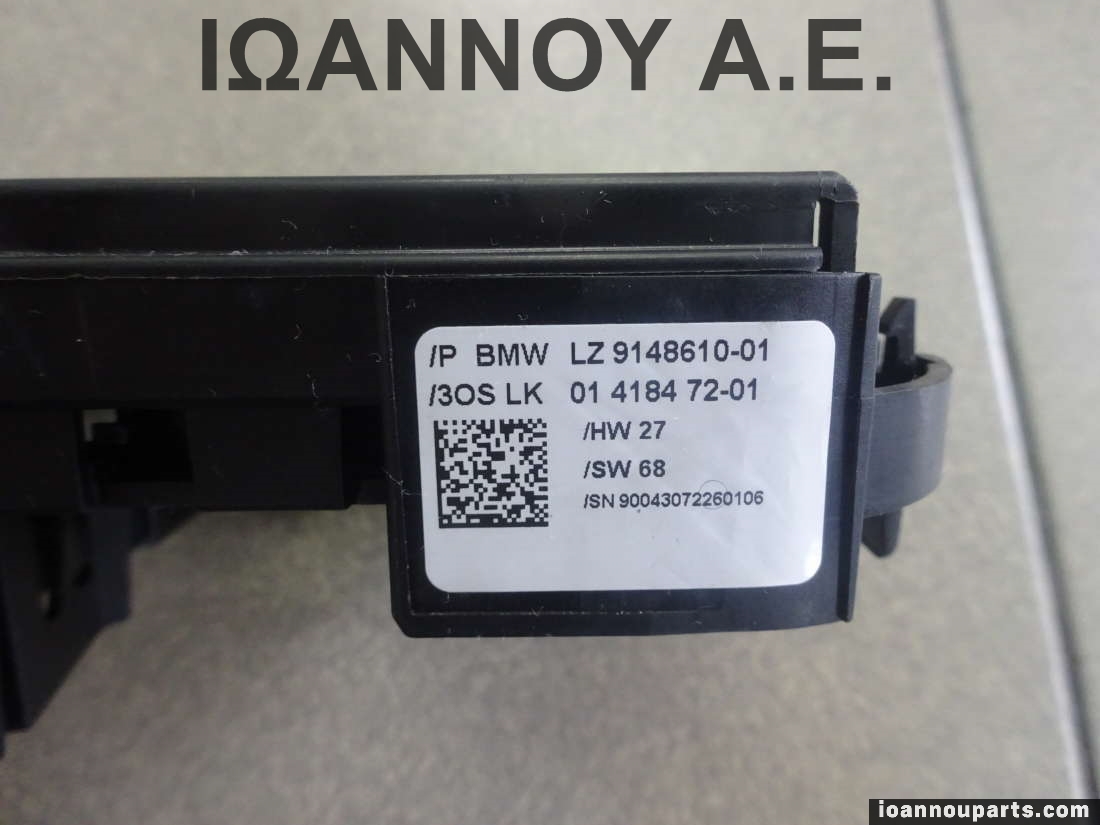 ΙΩΑΝΝΟΥ Α.Ε.
/P BMW LZ 9148610-01
/3OS LK 01 4184 72-01
/HW 27
/SW 68
/SN 90043072260106
ioannouparts.com